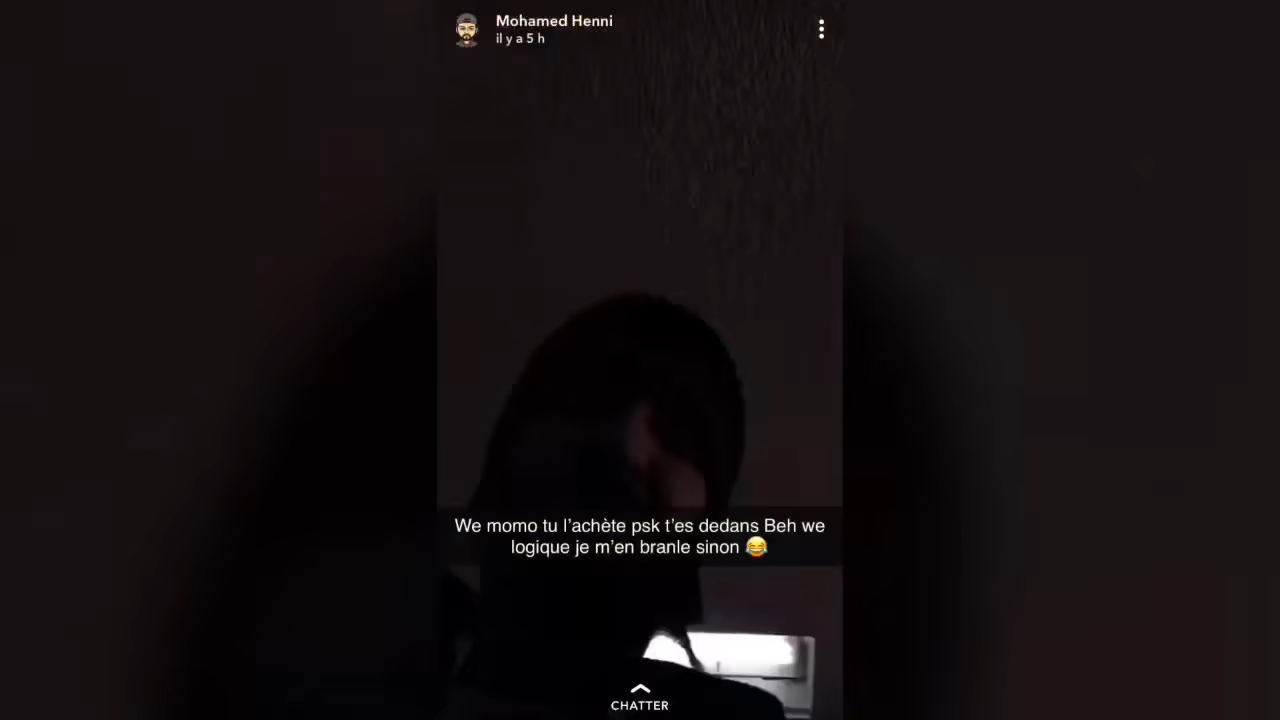 Mohamed Henni
il y a 5 h
We momo tu l’achète psk t’es dedans Beh we
logique je m’en branle sinon 😂
CHATTER